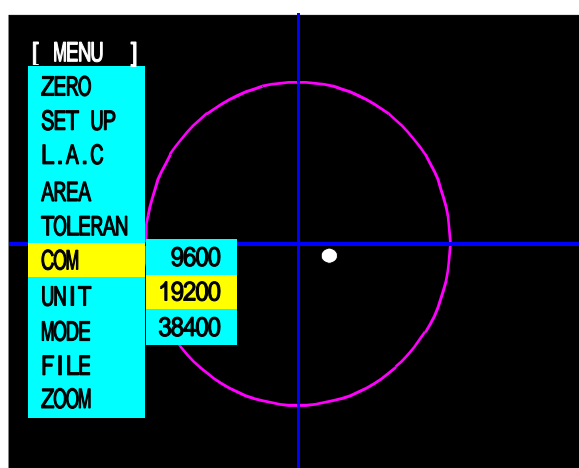 [ MENU ]
ZERO
SET UP
L.A.C
AREA
TOLERAN
COM
9600
UNIT
19200
MODE
38400
FILE
ZOOM